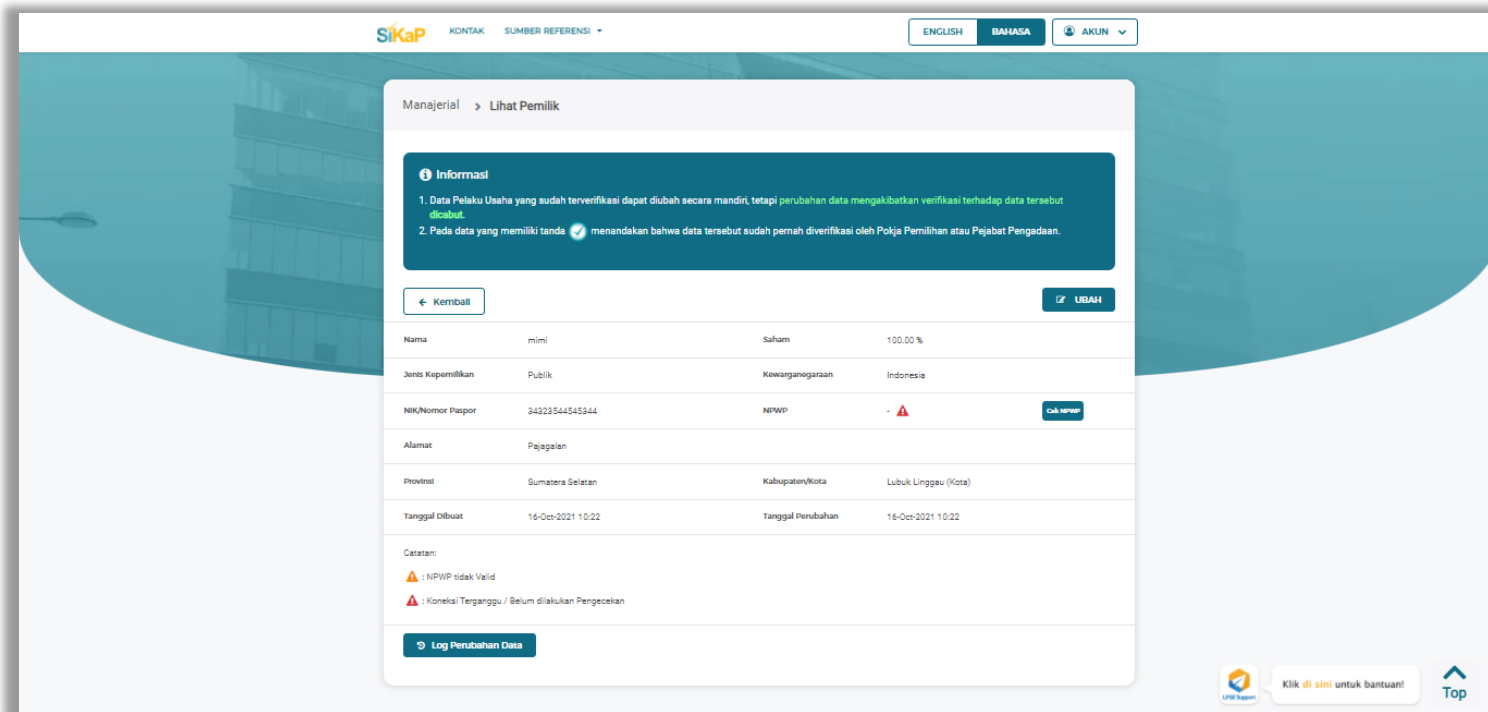 SiKaP KONTAK SUMBER REFERENSI ENGLISH BAHASA AKUN
Manajerial > Lihat Pemilik
Informasi
1. Data Pelaku Usaha yang sudah terverifikasi dapat diubah secara mandiri, tetapi perubahan data mengakibatkan verifikasi terhadap data tersebut
dicabut.
2. Pada data yang memiliki tanda menandakan bahwa data tersebut sudah pernah diverifikasi oleh Pokja Pemilihan atau Pejabat Pengadaan.
Kembali UBAH
Nama mimi Saham 100.00 %
Jenis Kepemilikan Publik Kewarganegaraan Indonesia
NIK/Nomor Paspor 34323544545344 NPWP - Cek NPWP
Alamat Pajagalan
Provinsi Sumatera Selatan Kabupaten/Kota Lubuk Linggau (Kota)
Tanggal Dibuat 16-Oct-2021 10:22 Tanggal Perubahan 16-Oct-2021 10:22
Catatan:
: NPWP tidak Valid
: Koneksi Terganggu / Belum dilakukan Pengecekan
Log Perubahan Data
LPSE Support Klik di sini untuk bantuan! Top